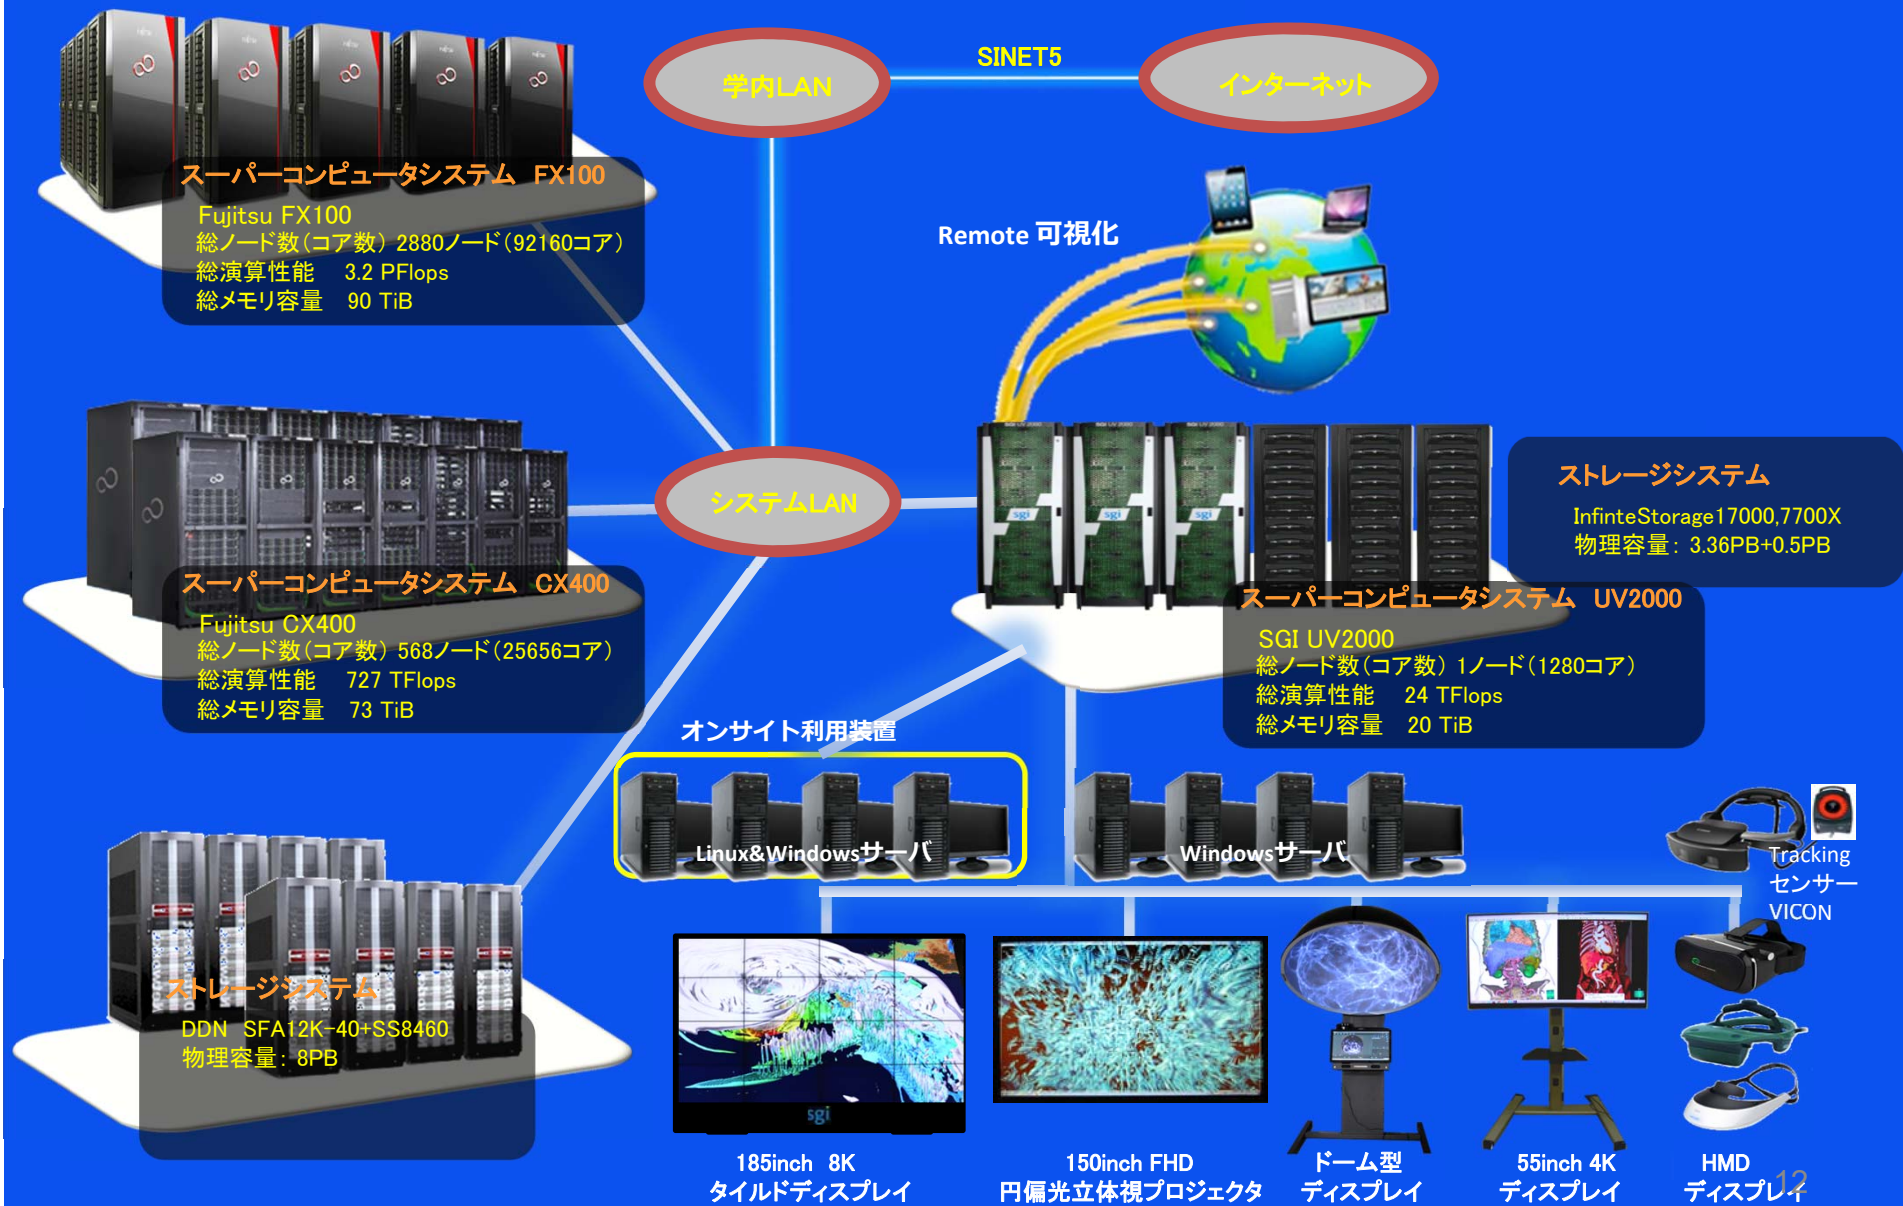 学内LAN
SINET5
インターネット
スーパーコンピュータシステム FX100
Fujitsu FX100
総ノード数(コア数) 2880ノード(92160コア)
総演算性能 3.2 PFlops
総メモリ容量 90 TiB
Remote 可視化
システムLAN
SGI UV 2000
SGI UV 2000
SGI UV 2000
sgi
sgi
sgi
ストレージシステム
InfinteStorage17000,7700X
物理容量: 3.36PB+0.5PB
スーパーコンピュータシステム CX400
Fujitsu CX400
総ノード数(コア数) 568ノード(25656コア)
総演算性能 727 TFlops
総メモリ容量 73 TiB
スーパーコンピュータシステム UV2000
SGI UV2000
総ノード数(コア数) 1ノード(1280コア)
総演算性能 24 TFlops
総メモリ容量 20 TiB
オンサイト利用装置
Linux&Windowsサーバ
Windowsサーバ
Tracking
センサー
VICON
ストレージシステム
DDN SFA12K-40+SS8460
物理容量: 8PB
sgi
185inch 8K
タイルドディスプレイ
150inch FHD
円偏光立体視プロジェクタ
ドーム型
ディスプレイ
55inch 4K
ディスプレイ
HMD
ディスプレイ
12